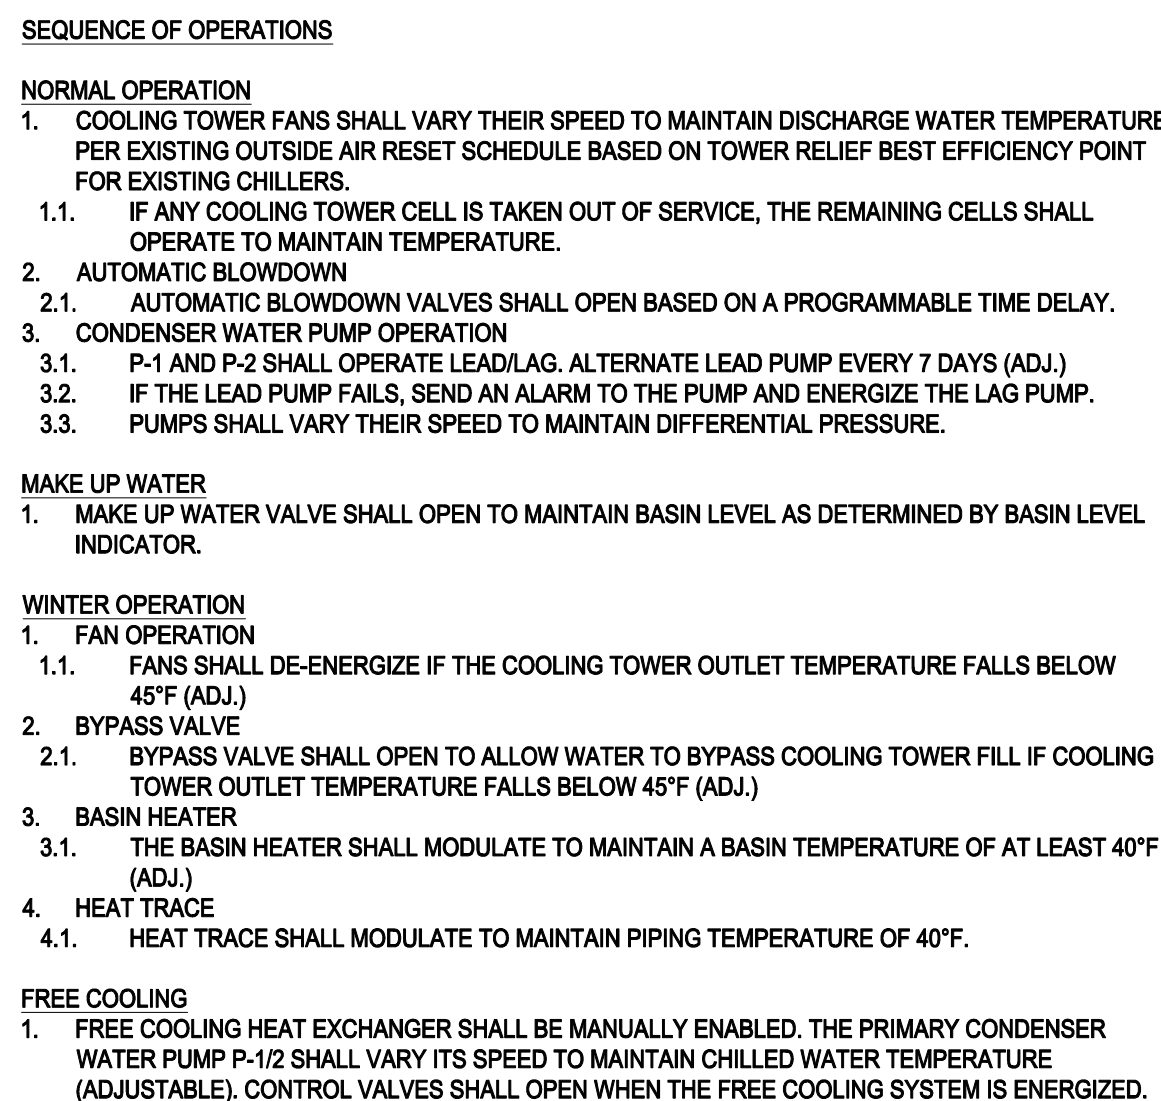 SEQUENCE OF OPERATIONS
NORMAL OPERATION
1. COOLING TOWER FANS SHALL VARY THEIR SPEED TO MAINTAIN DISCHARGE WATER TEMPERATURE
PER EXISTING OUTSIDE AIR RESET SCHEDULE BASED ON TOWER RELIEF BEST EFFICIENCY POINT
FOR EXISTING CHILLERS.
1.1. IF ANY COOLING TOWER CELL IS TAKEN OUT OF SERVICE, THE REMAINING CELLS SHALL
OPERATE TO MAINTAIN TEMPERATURE.
2. AUTOMATIC BLOWDOWN
2.1. AUTOMATIC BLOWDOWN VALVES SHALL OPEN BASED ON A PROGRAMMABLE TIME DELAY.
3. CONDENSER WATER PUMP OPERATION
3.1. P-1 AND P-2 SHALL OPERATE LEAD/LAG. ALTERNATE LEAD PUMP EVERY 7 DAYS (ADJ.)
3.2. IF THE LEAD PUMP FAILS, SEND AN ALARM TO THE PUMP AND ENERGIZE THE LAG PUMP.
3.3. PUMPS SHALL VARY THEIR SPEED TO MAINTAIN DIFFERENTIAL PRESSURE.
MAKE UP WATER
1. MAKE UP WATER VALVE SHALL OPEN TO MAINTAIN BASIN LEVEL AS DETERMINED BY BASIN LEVEL
INDICATOR.
WINTER OPERATION
1. FAN OPERATION
1.1. FANS SHALL DE-ENERGIZE IF THE COOLING TOWER OUTLET TEMPERATURE FALLS BELOW
45°F (ADJ.)
2. BYPASS VALVE
2.1. BYPASS VALVE SHALL OPEN TO ALLOW WATER TO BYPASS COOLING TOWER FILL IF COOLING
TOWER OUTLET TEMPERATURE FALLS BELOW 45°F (ADJ.)
3. BASIN HEATER
3.1. THE BASIN HEATER SHALL MODULATE TO MAINTAIN A BASIN TEMPERATURE OF AT LEAST 40°F
(ADJ.)
4. HEAT TRACE
4.1. HEAT TRACE SHALL MODULATE TO MAINTAIN PIPING TEMPERATURE OF 40°F.
FREE COOLING
1. FREE COOLING HEAT EXCHANGER SHALL BE MANUALLY ENABLED. THE PRIMARY CONDENSER
WATER PUMP P-1/2 SHALL VARY ITS SPEED TO MAINTAIN CHILLED WATER TEMPERATURE
(ADJUSTABLE). CONTROL VALVES SHALL OPEN WHEN THE FREE COOLING SYSTEM IS ENERGIZED.